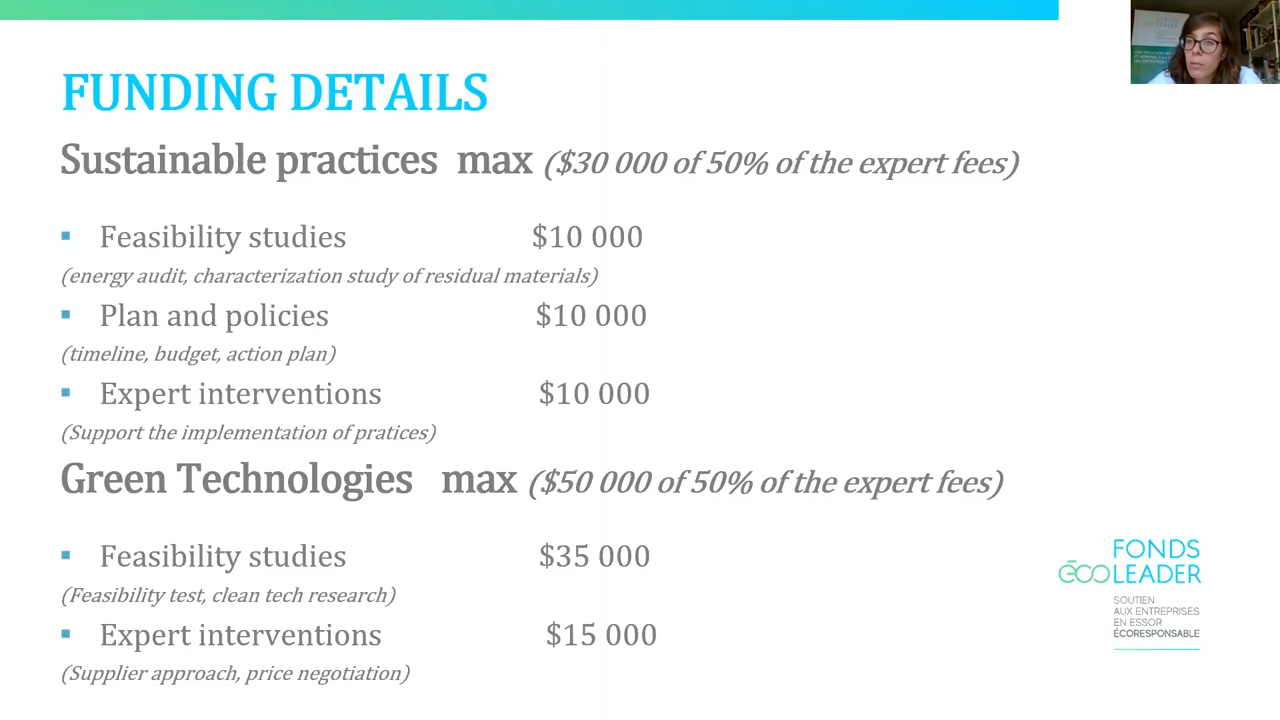 FUNDING DETAILS
Sustainable practices max ($30 000 of 50% of the expert fees)
▪ Feasibility studies $10 000
(energy audit, characterization study of residual materials)
▪ Plan and policies $10 000
(timeline, budget, action plan)
▪ Expert interventions $10 000
(Support the implementation of pratices)
Green Technologies max ($50 000 of 50% of the expert fees)
▪ Feasibility studies $35 000
(Feasibility test, clean tech research)
▪ Expert interventions $15 000
(Supplier approach, price negotiation)
FONDS
ēCOLEADER
SOUTIEN
AUX ENTREPRISES
EN ESSOR
ÉCORESPONSABLE
FONDS
LEADER